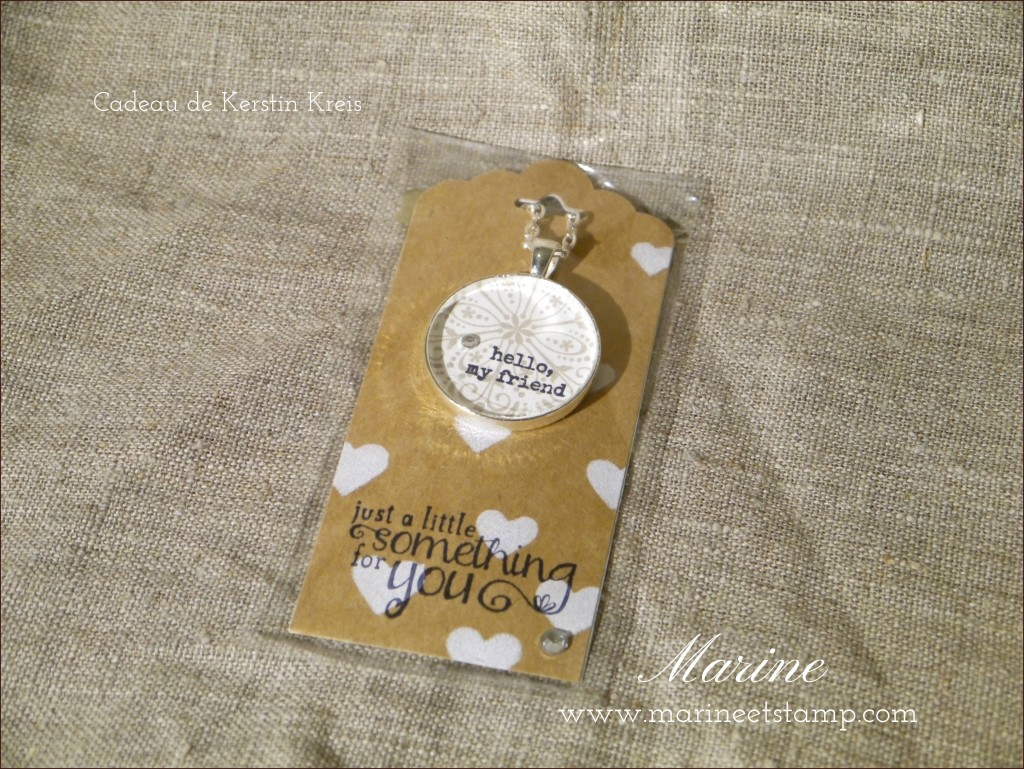 Cadeau de Kerstin Kreis
hello,
my friend
just a little
something
for you
Marine
www.marineetstamp.com